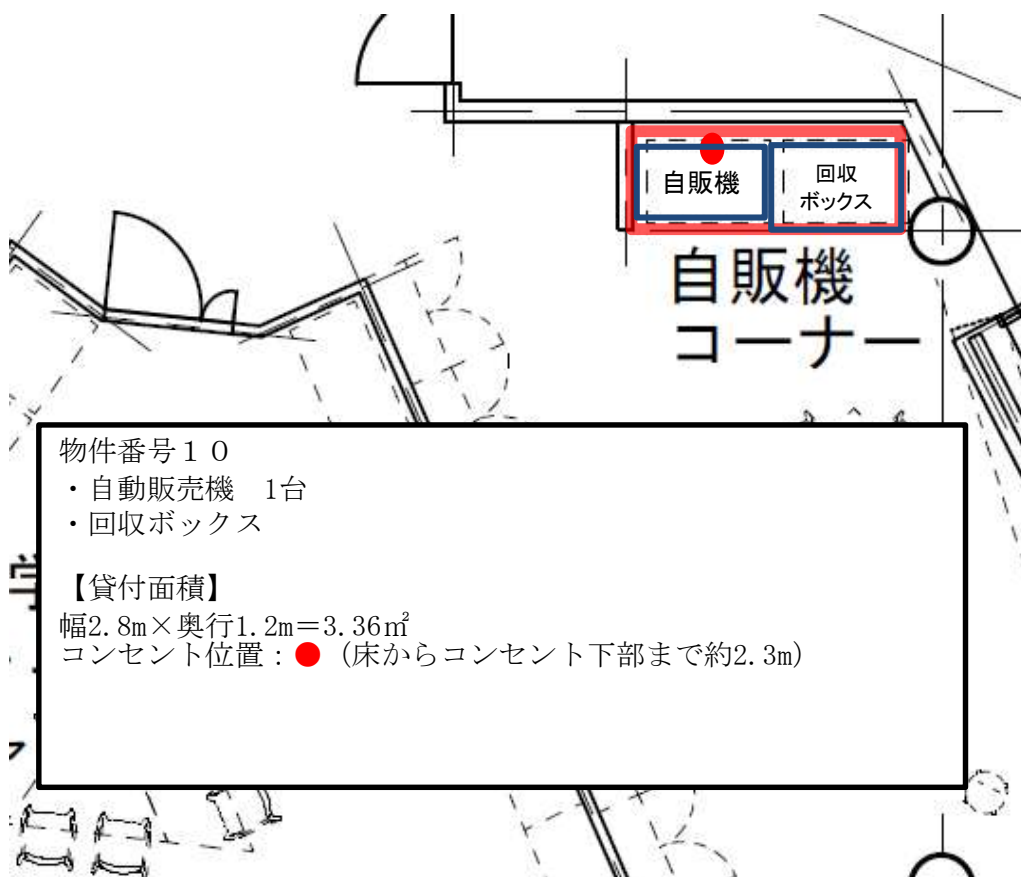 自販機
回収
ボックス
自販機
コーナー
物件番号１０
・自動販売機　1台
・回収ボックス
【貸付面積】
幅2.8m×奥行1.2m＝3.36㎡
コンセント位置：●（床からコンセント下部まで約2.3m）